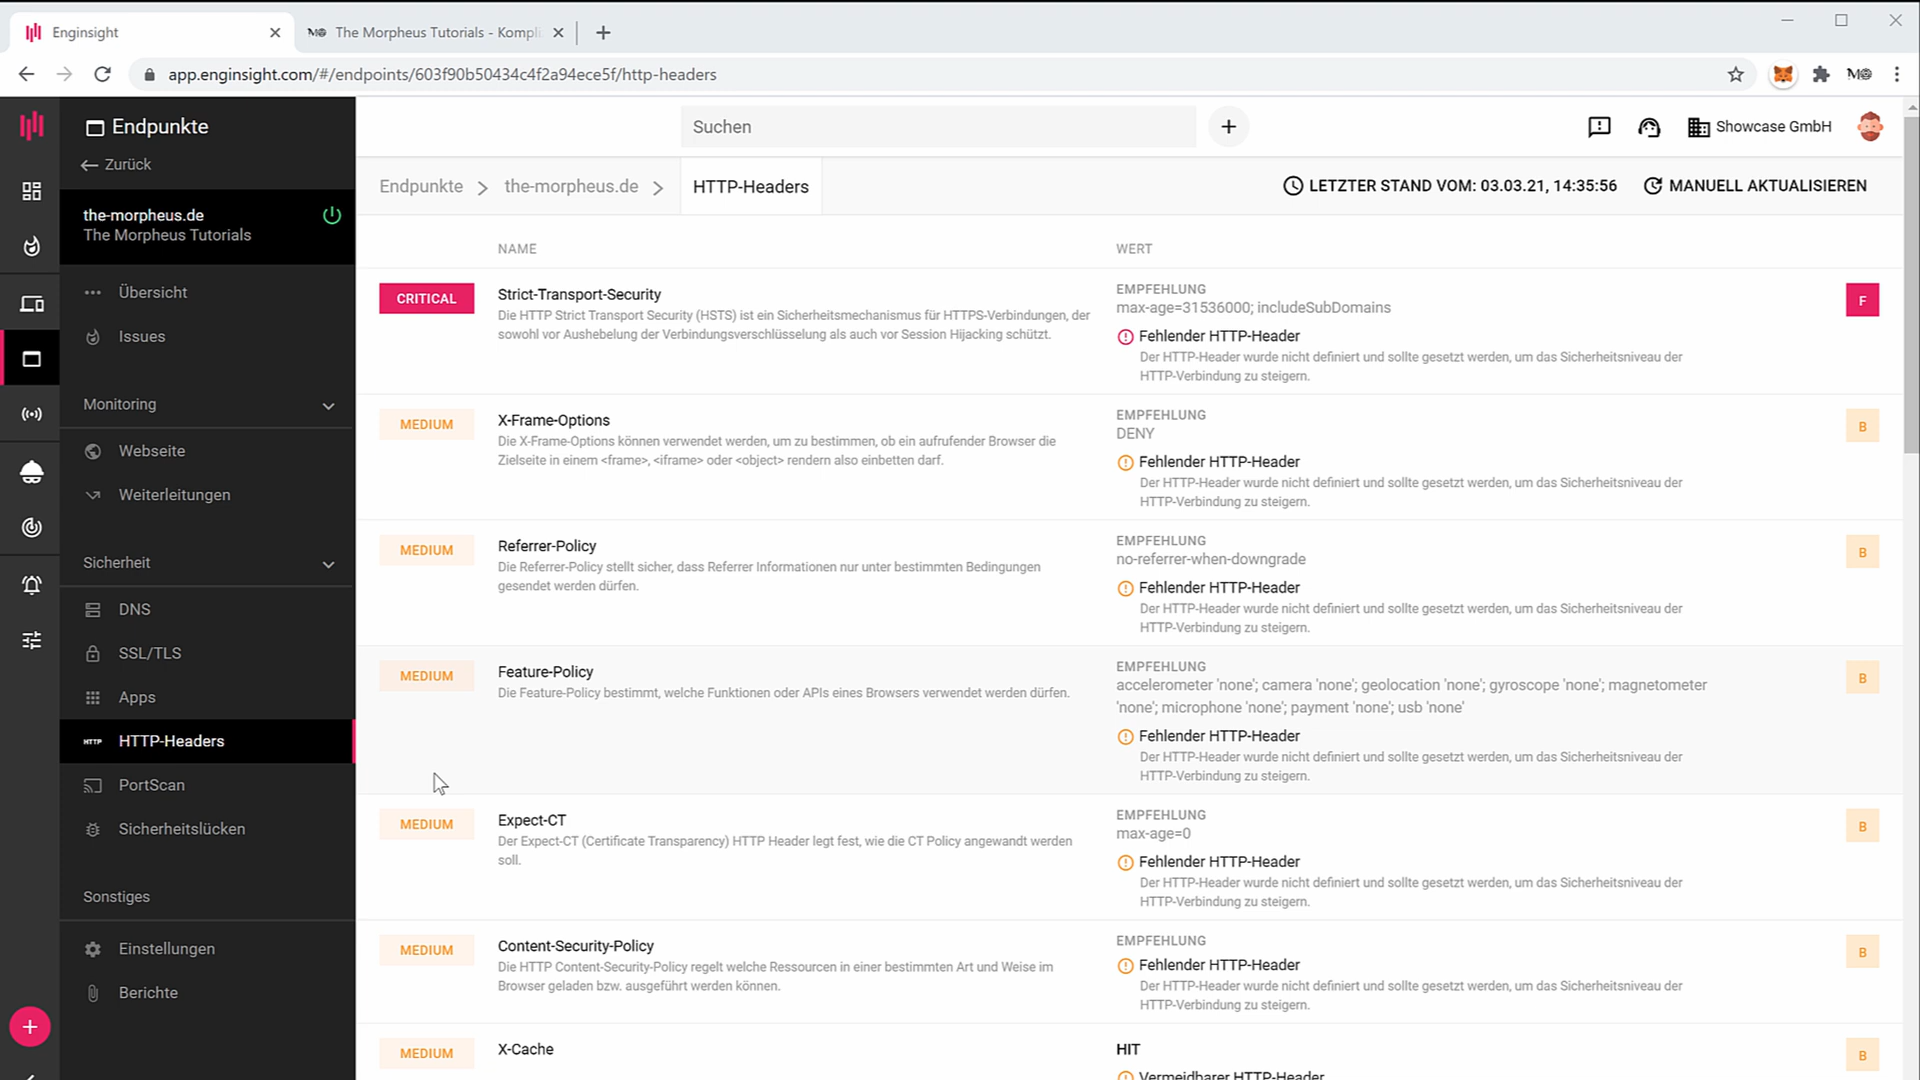 Enginsight
The Morpheus Tutorials - Kompli
app.enginsight.com/#/endpoints/603f90b50434c4f2a94ece5f/http-headers
Endpunkte
Zurück
the-morpheus.de
The Morpheus Tutorials
Übersicht
Issues
Monitoring
Webseite
Weiterleitungen
Sicherheit
DNS
SSL/TLS
Apps
HTTP
HTTP-Headers
PortScan
Sicherheitslücken
Sonstiges
Einstellungen
Berichte
Suchen
Showcase GmbH
Endpunkte > the-morpheus.de > HTTP-Headers
LETZTER STAND VOM: 03.03.21, 14:35:56
MANUELL AKTUALISIEREN
NAME
WERT
CRITICAL
Strict-Transport-Security
Die HTTP Strict Transport Security (HSTS) ist ein Sicherheitsmechanismus für HTTPS-Verbindungen, der
sowohl vor Aushebelung der Verbindungsverschlüsselung als auch vor Session Hijacking schützt.
EMPFEHLUNG
max-age=31536000; includeSubDomains
Fehlender HTTP-Header
Der HTTP-Header wurde nicht definiert und sollte gesetzt werden, um das Sicherheitsniveau der
HTTP-Verbindung zu steigern.
F
MEDIUM
X-Frame-Options
Die X-Frame-Options können verwendet werden, um zu bestimmen, ob ein aufrufender Browser die
Zielseite in einem <frame>, <iframe> oder <object> rendern also einbetten darf.
EMPFEHLUNG
DENY
Fehlender HTTP-Header
Der HTTP-Header wurde nicht definiert und sollte gesetzt werden, um das Sicherheitsniveau der
HTTP-Verbindung zu steigern.
B
MEDIUM
Referrer-Policy
Die Referrer-Policy stellt sicher, dass Referrer Informationen nur unter bestimmten Bedingungen
gesendet werden dürfen.
EMPFEHLUNG
no-referrer-when-downgrade
Fehlender HTTP-Header
Der HTTP-Header wurde nicht definiert und sollte gesetzt werden, um das Sicherheitsniveau der
HTTP-Verbindung zu steigern.
B
MEDIUM
Feature-Policy
Die Feature-Policy bestimmt, welche Funktionen oder APIs eines Browsers verwendet werden dürfen.
EMPFEHLUNG
accelerometer 'none'; camera 'none'; geolocation 'none'; gyroscope 'none'; magnetometer
'none'; microphone 'none'; payment 'none'; usb 'none'
Fehlender HTTP-Header
Der HTTP-Header wurde nicht definiert und sollte gesetzt werden, um das Sicherheitsniveau der
HTTP-Verbindung zu steigern.
B
MEDIUM
Expect-CT
Der Expect-CT (Certificate Transparency) HTTP Header legt fest, wie die CT Policy angewandt werden
soll.
EMPFEHLUNG
max-age=0
Fehlender HTTP-Header
Der HTTP-Header wurde nicht definiert und sollte gesetzt werden, um das Sicherheitsniveau der
HTTP-Verbindung zu steigern.
B
MEDIUM
Content-Security-Policy
Die HTTP Content-Security-Policy regelt welche Ressourcen in einer bestimmten Art und Weise im
Browser geladen bzw. ausgeführt werden können.
EMPFEHLUNG
Fehlender HTTP-Header
Der HTTP-Header wurde nicht definiert und sollte gesetzt werden, um das Sicherheitsniveau der
HTTP-Verbindung zu steigern.
B
MEDIUM
X-Cache
HIT
Vermeidbarer HTTP-Header
B